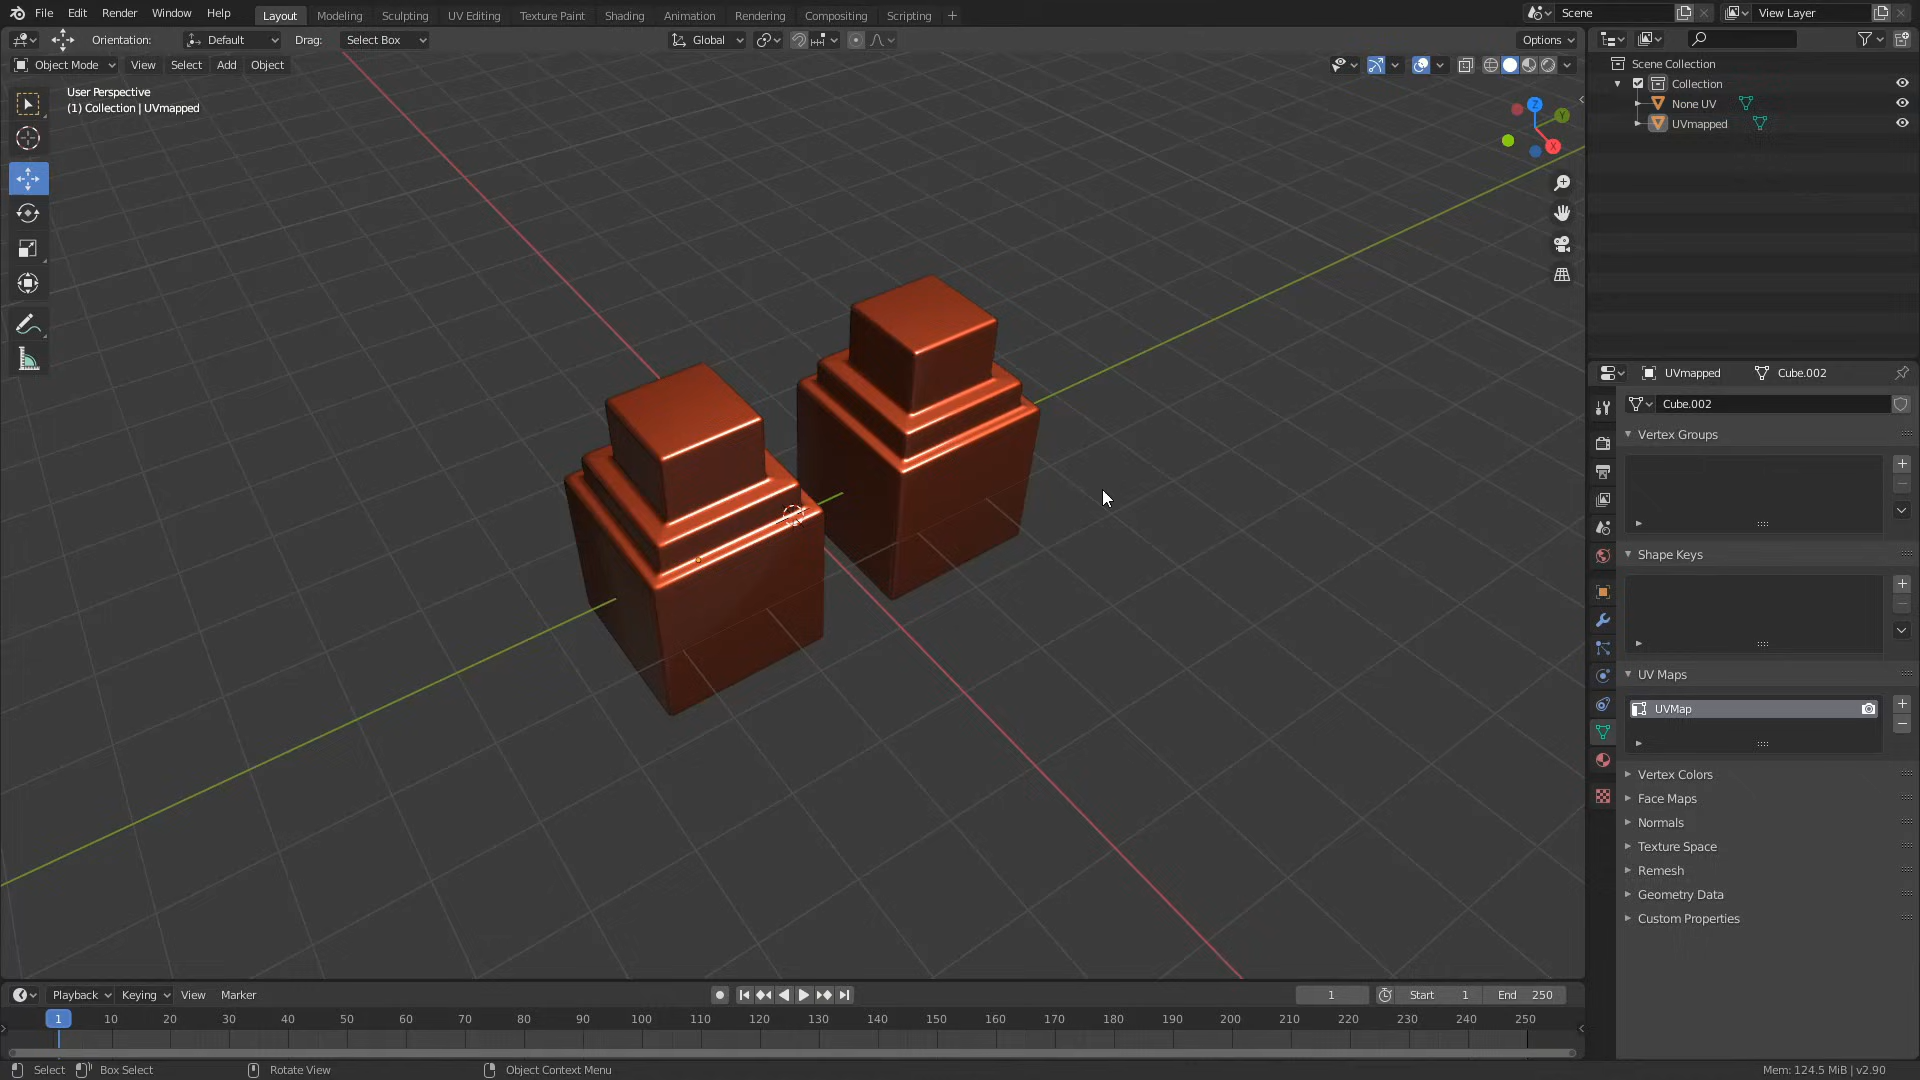 File Edit Render Window Help Layout Modeling Sculpting UV Editing Texture Paint Shading Animation Rendering Compositing Scripting + Scene View Layer
Orientation: Default Drag: Select Box Global Options
Object Mode View Select Add Object
User Perspective
(1) Collection | UVmapped
Z
Y
X
Scene Collection
Collection
None UV
UVmapped
UVmapped Cube.002
Cube.002
Vertex Groups
Shape Keys
UV Maps
UVMap
Vertex Colors
Face Maps
Normals
Texture Space
Remesh
Geometry Data
Custom Properties
Playback Keying View Marker 1 Start 1 End 250
1 10 20 30 40 50 60 70 80 90 100 110 120 130 140 150 160 170 180 190 200 210 220 230 240 250
Select Box Select Rotate View Object Context Menu Mem: 124.5 MiB | v2.90